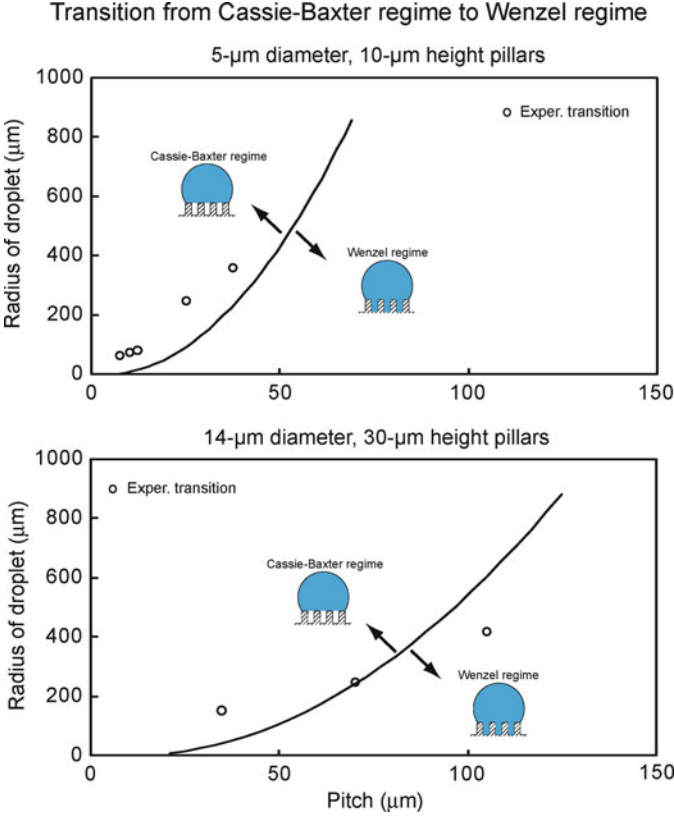 Transition from Cassie-Baxter regime to Wenzel regime
5-μm diameter, 10-μm height pillars
1000
800
600
400
200
0
Radius of droplet (μm)
Exper. transition
Cassie-Baxter regime
Wenzel regime
0
50
100
150
14-μm diameter, 30-μm height pillars
1000
800
600
400
200
0
Radius of droplet (μm)
Exper. transition
Cassie-Baxter regime
Wenzel regime
0
50
100
150
Pitch (μm)